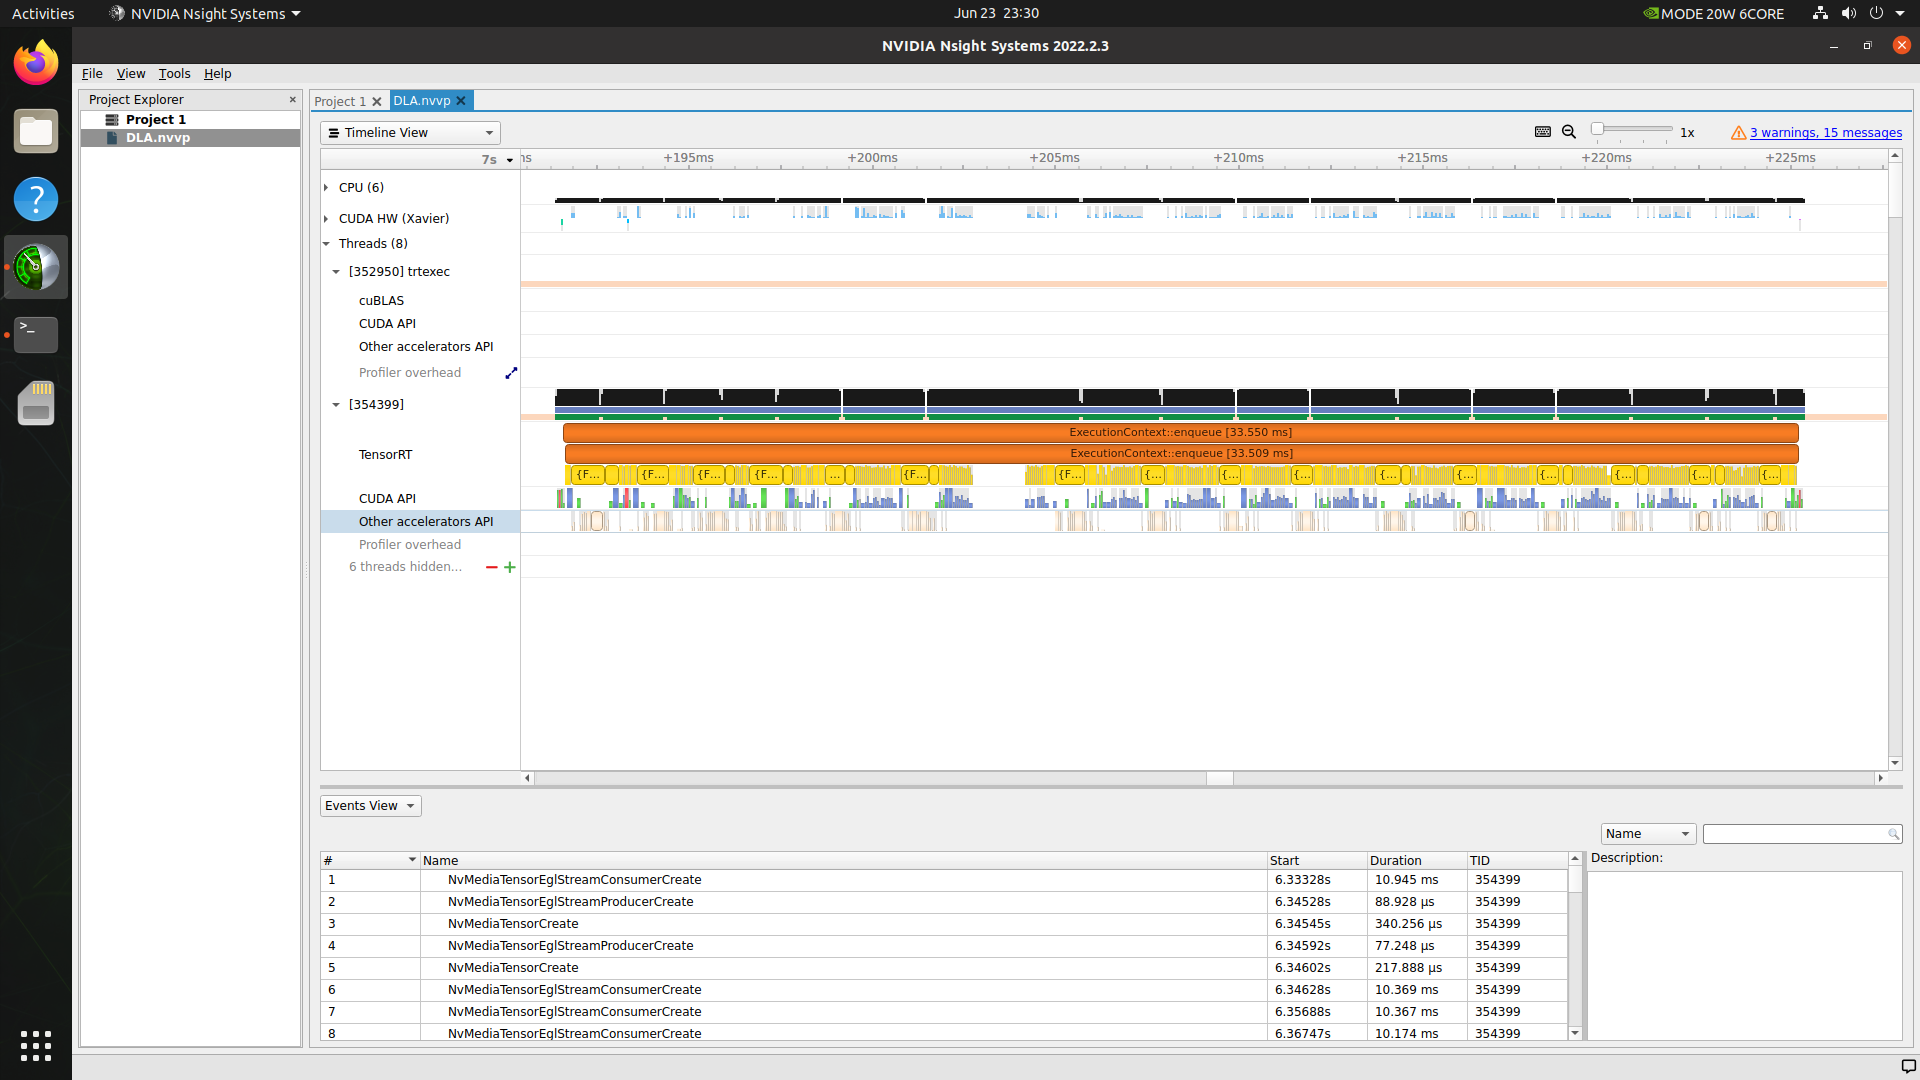 Activities
NVIDIA Nsight Systems
Jun 23 23:30
MODE 20W 6CORE
NVIDIA Nsight Systems 2022.2.3
File View Tools Help
Project Explorer
Project 1
DLA.nvvp
Project 1
DLA.nvvp
Timeline View
1x
3 warnings, 15 messages
7s
ns +195ms +200ms +205ms +210ms +215ms +220ms +225ms
CPU (6)
CUDA HW (Xavier)
Threads (8)
[352950] trtexec
cuBLAS
CUDA API
Other accelerators API
Profiler overhead
[354399]
ExecutionContext::enqueue [33.550 ms]
ExecutionContext::enqueue [33.509 ms]
TensorRT
{F... {F... {F... {F... ... {F... {F... {... {... {... {... {... {... {... {... {...
CUDA API
Other accelerators API
Profiler overhead
6 threads hidden...
Events View
Name
# Name Start Duration TID
Description:
1 NvMediaTensorEglStreamConsumerCreate 6.33328s 10.945 ms 354399
2 NvMediaTensorEglStreamProducerCreate 6.34528s 88.928 μs 354399
3 NvMediaTensorCreate 6.34545s 340.256 μs 354399
4 NvMediaTensorEglStreamProducerCreate 6.34592s 77.248 μs 354399
5 NvMediaTensorCreate 6.34602s 217.888 μs 354399
6 NvMediaTensorEglStreamConsumerCreate 6.34628s 10.369 ms 354399
7 NvMediaTensorEglStreamConsumerCreate 6.35688s 10.367 ms 354399
8 NvMediaTensorEglStreamConsumerCreate 6.36747s 10.174 ms 354399